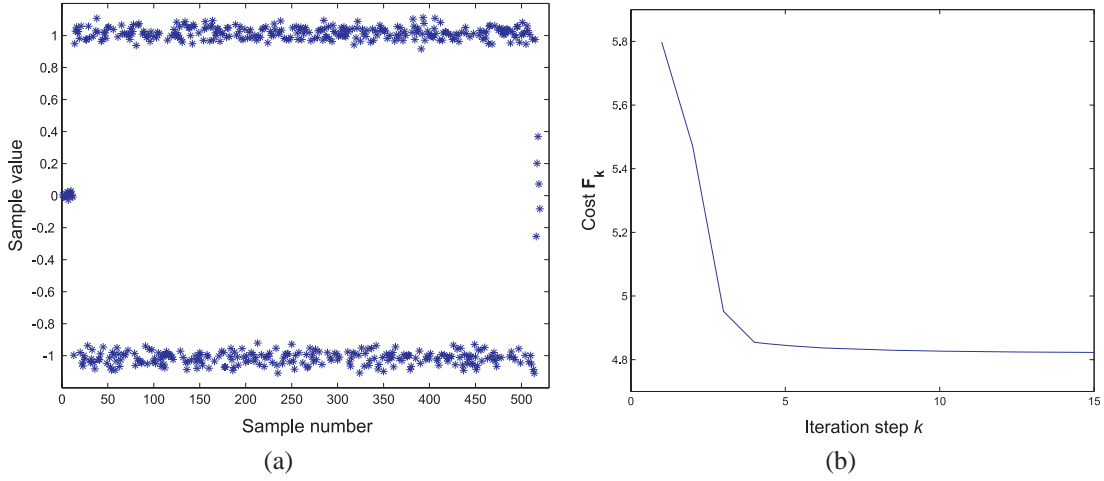 1
0.8
0.6
0.4
0.2
0
-0.2
-0.4
-0.6
-0.8
-1
Sample value
0 50 100 150 200 250 300 350 400 450 500
Sample number
(a)
5.8
5.6
5.4
5.2
5
4.8
Cost F_k
0 5 10 15
Iteration step k
(b)